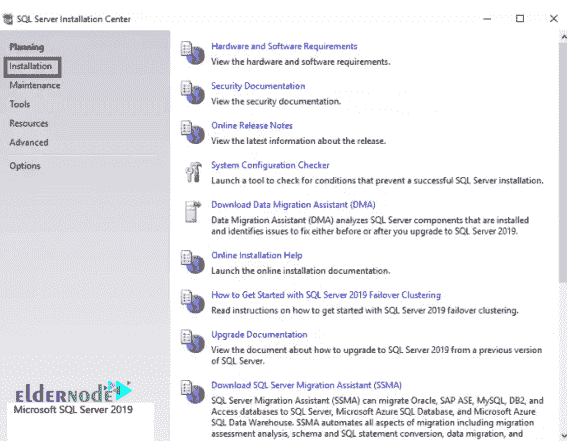 SQL Server Installation Center
Planning
Installation
Maintenance
Tools
Resources
Advanced
Options
Hardware and Software Requirements
View the hardware and software requirements.
Security Documentation
View the security documentation.
Online Release Notes
View the latest information about the release.
System Configuration Checker
Launch a tool to check for conditions that prevent a successful SQL Server installation.
Download Data Migration Assistant (DMA)
Data Migration Assistant (DMA) analyzes SQL Server components that are installed
and identifies issues to fix either before or after you upgrade to SQL Server 2019.
Online Installation Help
Launch the online installation documentation.
How to Get Started with SQL Server 2019 Failover Clustering
Read instructions on how to get started with SQL Server 2019 failover clustering.
Upgrade Documentation
View the document about how to upgrade to SQL Server 2019 from a previous version
of SQL Server.
Download SQL Server Migration Assistant (SSMA)
SQL Server Migration Assistant (SSMA) can migrate Oracle, SAP ASE, MySQL, DB2, and
Access databases to SQL Server, Microsoft Azure SQL Database, and Microsoft Azure
SQL Data Warehouse. SSMA automates all aspects of migration including migration
assessment analysis, schema and SQL statement conversion, data migration, and
eldernode
Microsoft SQL Server 2019